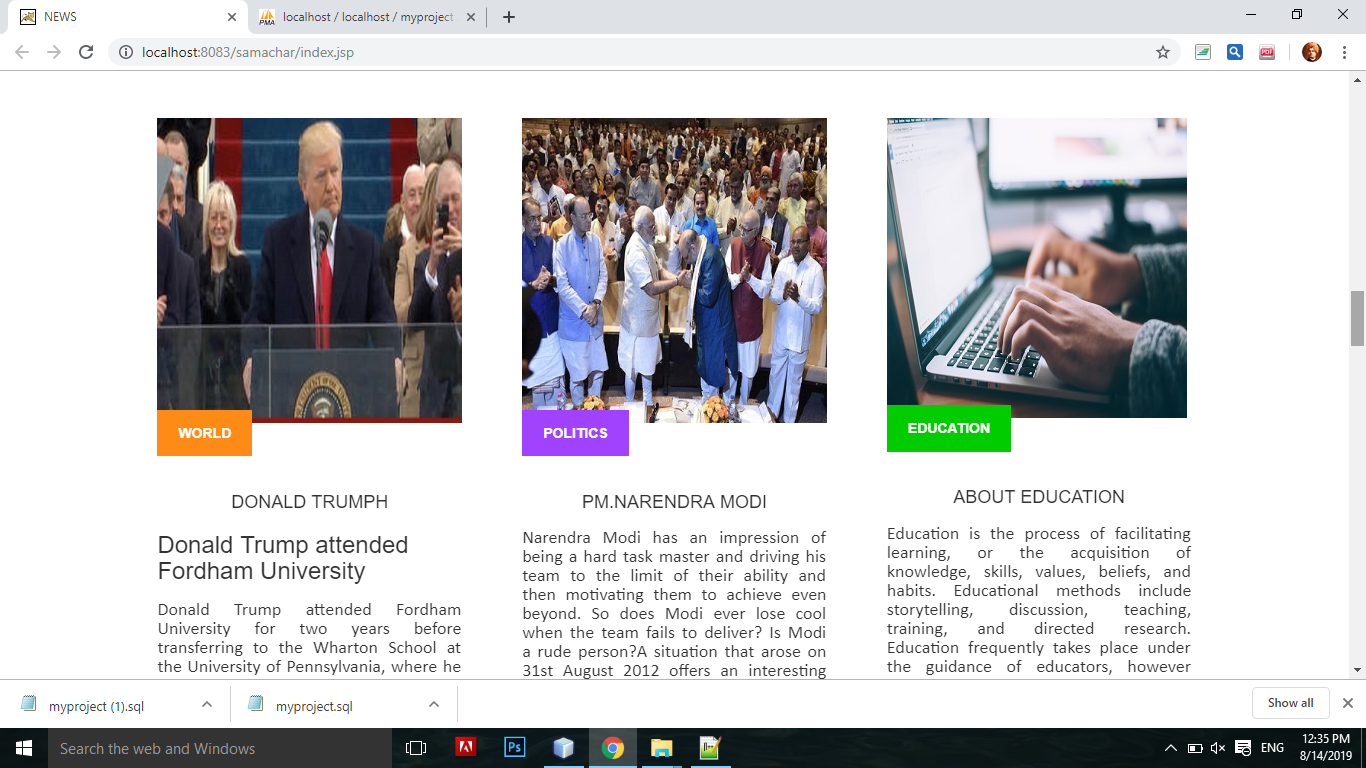 NEWS
localhost / localhost / myproject
localhost:8083/samachar/index.jsp
WORLD
DONALD TRUMPH
Donald Trump attended
Fordham University
Donald Trump attended Fordham
University for two years before
transferring to the Wharton School at
the University of Pennsylvania, where he
POLITICS
PM.NARENDRA MODI
Narendra Modi has an impression of
being a hard task master and driving his
team to the limit of their ability and
then motivating them to achieve even
beyond. So does Modi ever lose cool
when the team fails to deliver? Is Modi
a rude person?A situation that arose on
31st August 2012 offers an interesting
EDUCATION
ABOUT EDUCATION
Education is the process of facilitating
learning, or the acquisition of
knowledge, skills, values, beliefs, and
habits. Educational methods include
storytelling, discussion, teaching,
training, and directed research.
Education frequently takes place under
the guidance of educators, however
myproject (1).sql
myproject.sql
Show all
Search the web and Windows
Ps
ENG
12:35 PM
8/14/2019